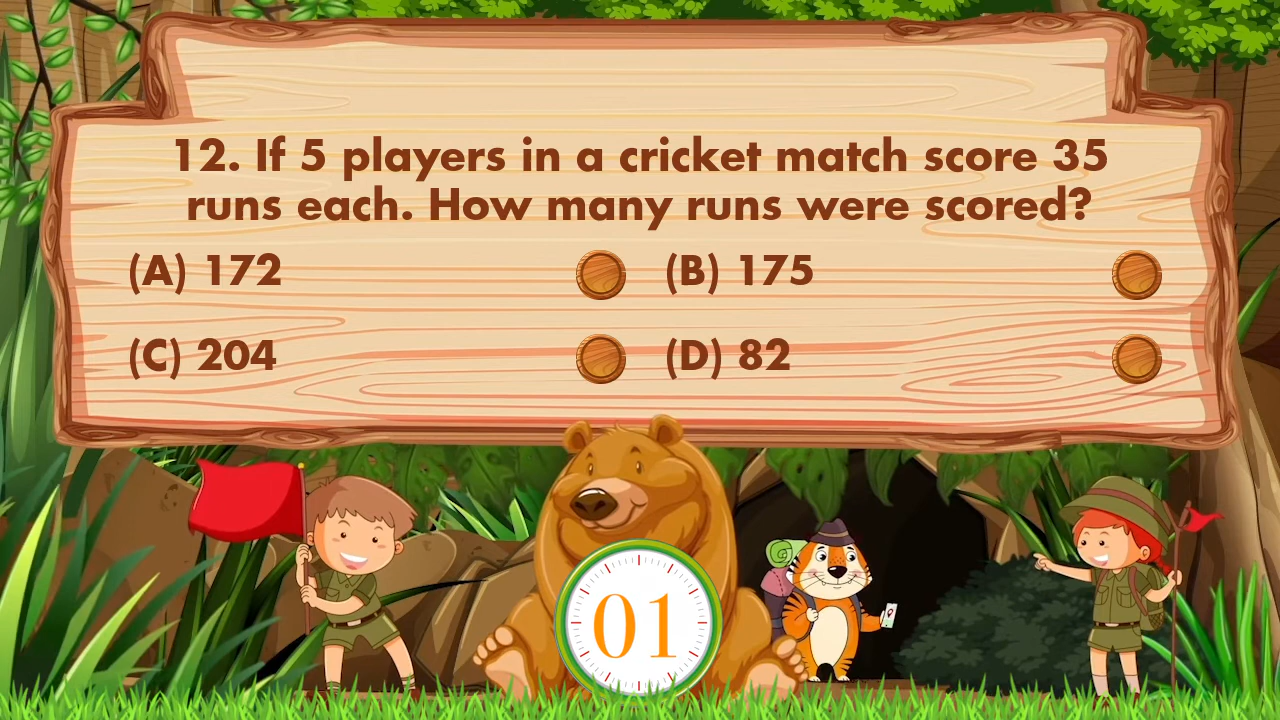 12. If 5 players in a cricket match score 35
runs each. How many runs were scored?
(A) 172
(B) 175
(C) 204
(D) 82
01